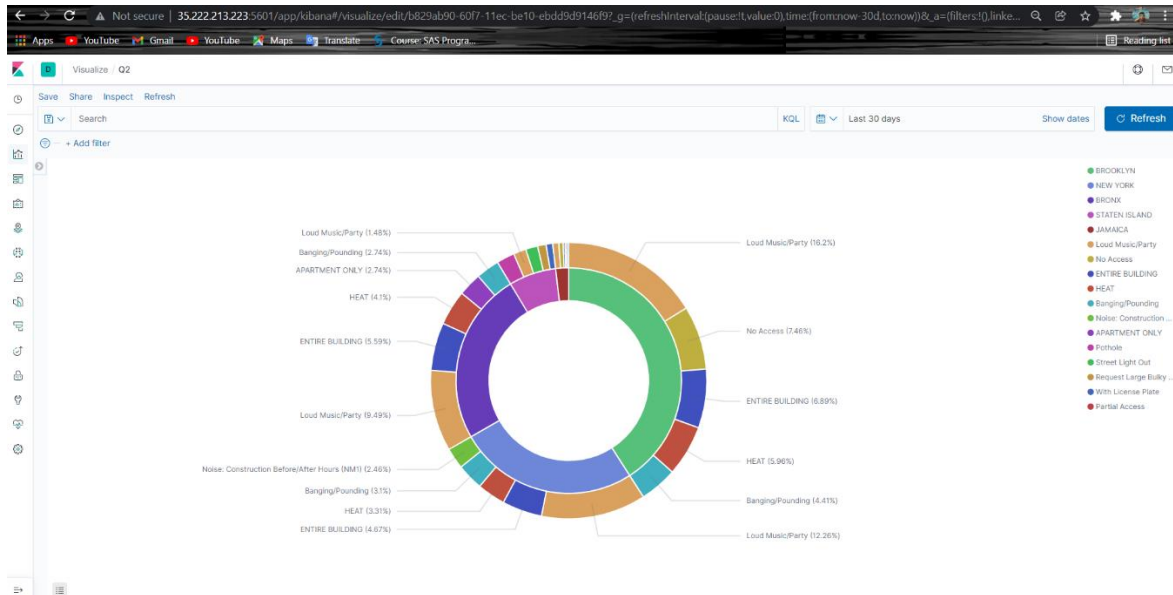 Not secure | 35.222.213.223:5601/app/kibana#/visualize/edit/b829ab90-60f7-11ec-be10-ebdd9d9146f9?_g=(refreshInterval:(pause:!t,value:0),time:(from:now-30d,to:now))&_a=(filters:!(),linke...
Apps YouTube Gmail YouTube Maps Translate Course: SAS Progra... Reading list
D Visualize / Q2
Save Share Inspect Refresh
Search KQL Last 30 days Show dates Refresh
+ Add filter
BROOKLYN
NEW YORK
BRONX
STATEN ISLAND
JAMAICA
Loud Music/Party
No Access
ENTIRE BUILDING
HEAT
Banging/Pounding
Noise: Construction ...
APARTMENT ONLY
Pothole
Street Light Out
Request Large Bulky ...
With License Plate
Partial Access
Loud Music/Party (1.48%)
Banging/Pounding (2.74%)
APARTMENT ONLY (2.74%)
HEAT (4.1%)
ENTIRE BUILDING (5.59%)
Loud Music/Party (9.49%)
Noise: Construction Before/After Hours (NM1) (2.46%)
Banging/Pounding (3.1%)
HEAT (3.31%)
ENTIRE BUILDING (4.67%)
Loud Music/Party (16.2%)
No Access (7.46%)
ENTIRE BUILDING (6.89%)
HEAT (5.96%)
Banging/Pounding (4.41%)
Loud Music/Party (12.26%)